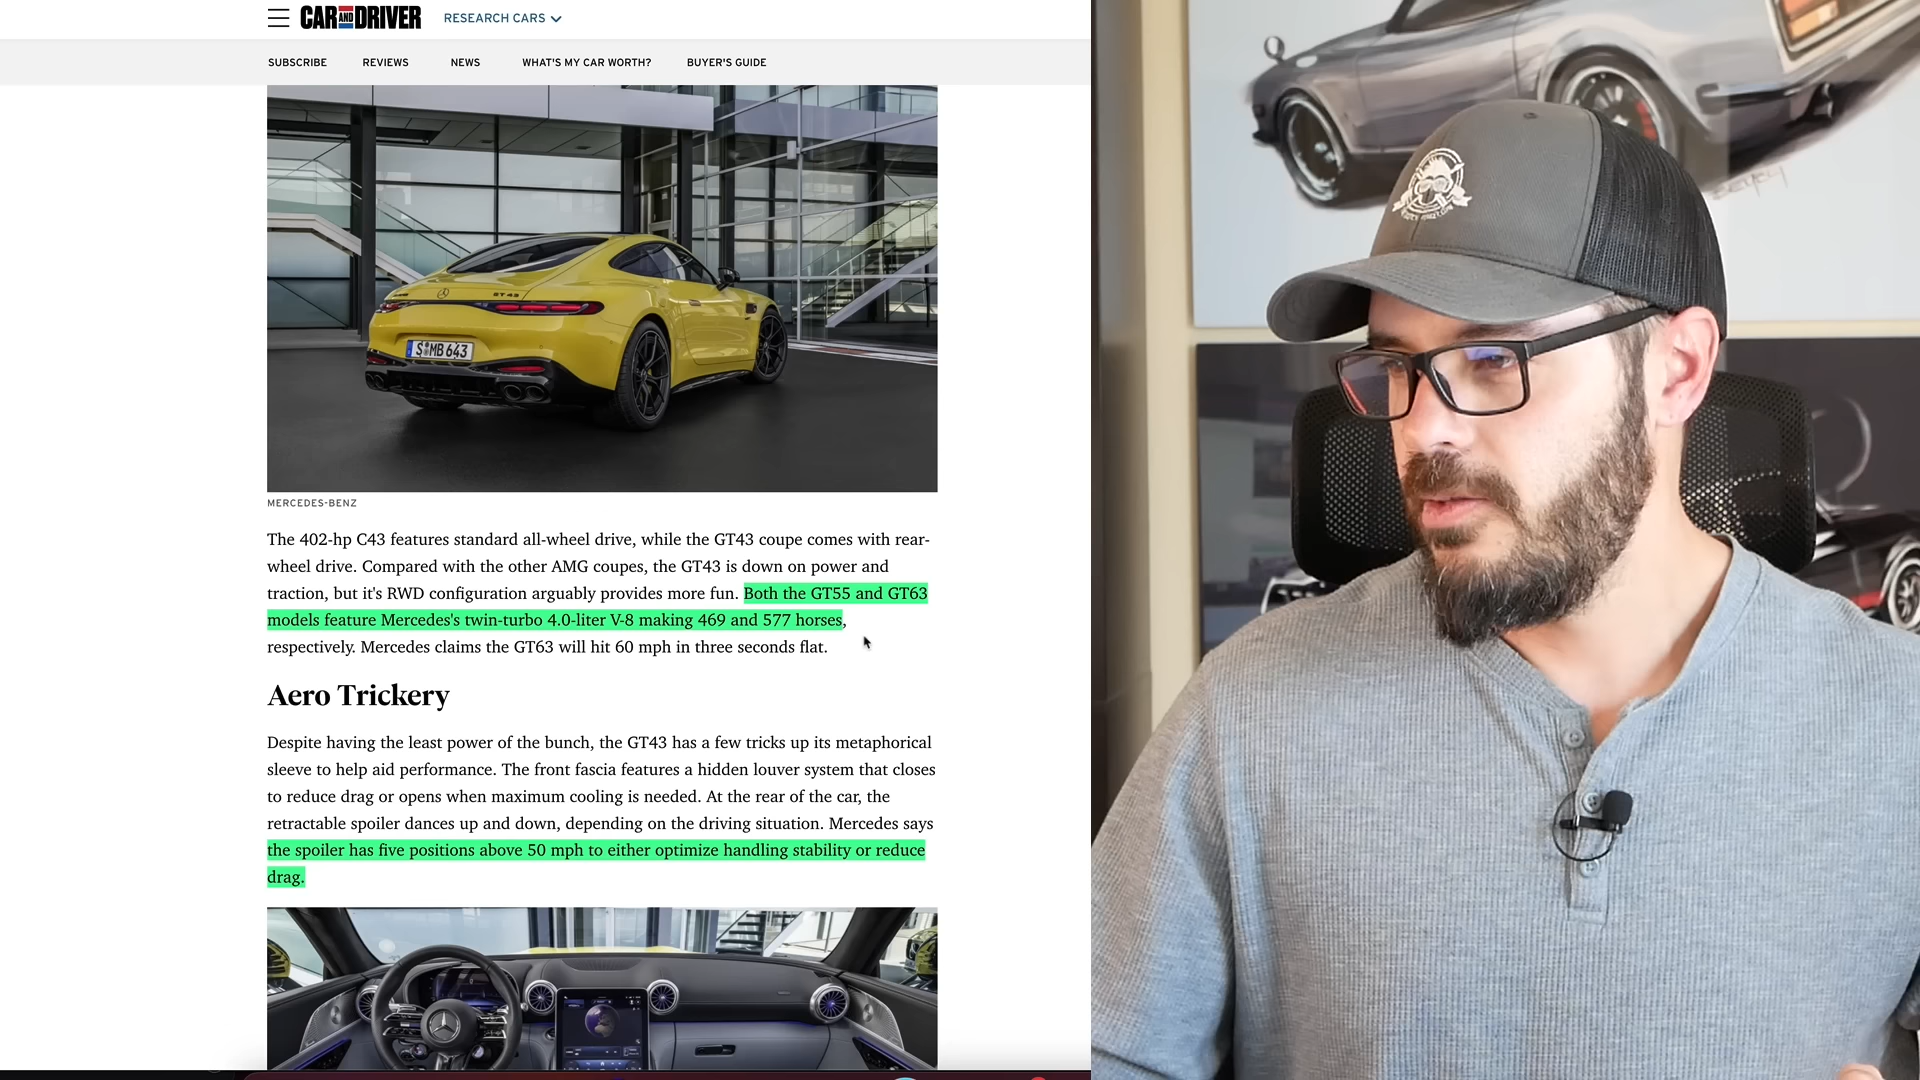 CAR AND DRIVER
RESEARCH CARS
SUBSCRIBE
REVIEWS
NEWS
WHAT'S MY CAR WORTH?
BUYER'S GUIDE
GT 43
S MB 643
MERCEDES-BENZ
The 402-hp C43 features standard all-wheel drive, while the GT43 coupe comes with rear-
wheel drive. Compared with the other AMG coupes, the GT43 is down on power and
traction, but it's RWD configuration arguably provides more fun. Both the GT55 and GT63
models feature Mercedes's twin-turbo 4.0-liter V-8 making 469 and 577 horses,
respectively. Mercedes claims the GT63 will hit 60 mph in three seconds flat.
Aero Trickery
Despite having the least power of the bunch, the GT43 has a few tricks up its metaphorical
sleeve to help aid performance. The front fascia features a hidden louver system that closes
to reduce drag or opens when maximum cooling is needed. At the rear of the car, the
retractable spoiler dances up and down, depending on the driving situation. Mercedes says
the spoiler has five positions above 50 mph to either optimize handling stability or reduce
drag.